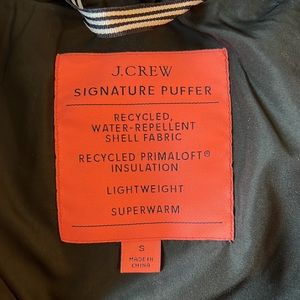 J.CREW
SIGNATURE PUFFER
RECYCLED,
WATER-REPELLENT
SHELL FABRIC
RECYCLED PRIMALOFT®
INSULATION
LIGHTWEIGHT
SUPERWARM
S
MADE IN
CHINA